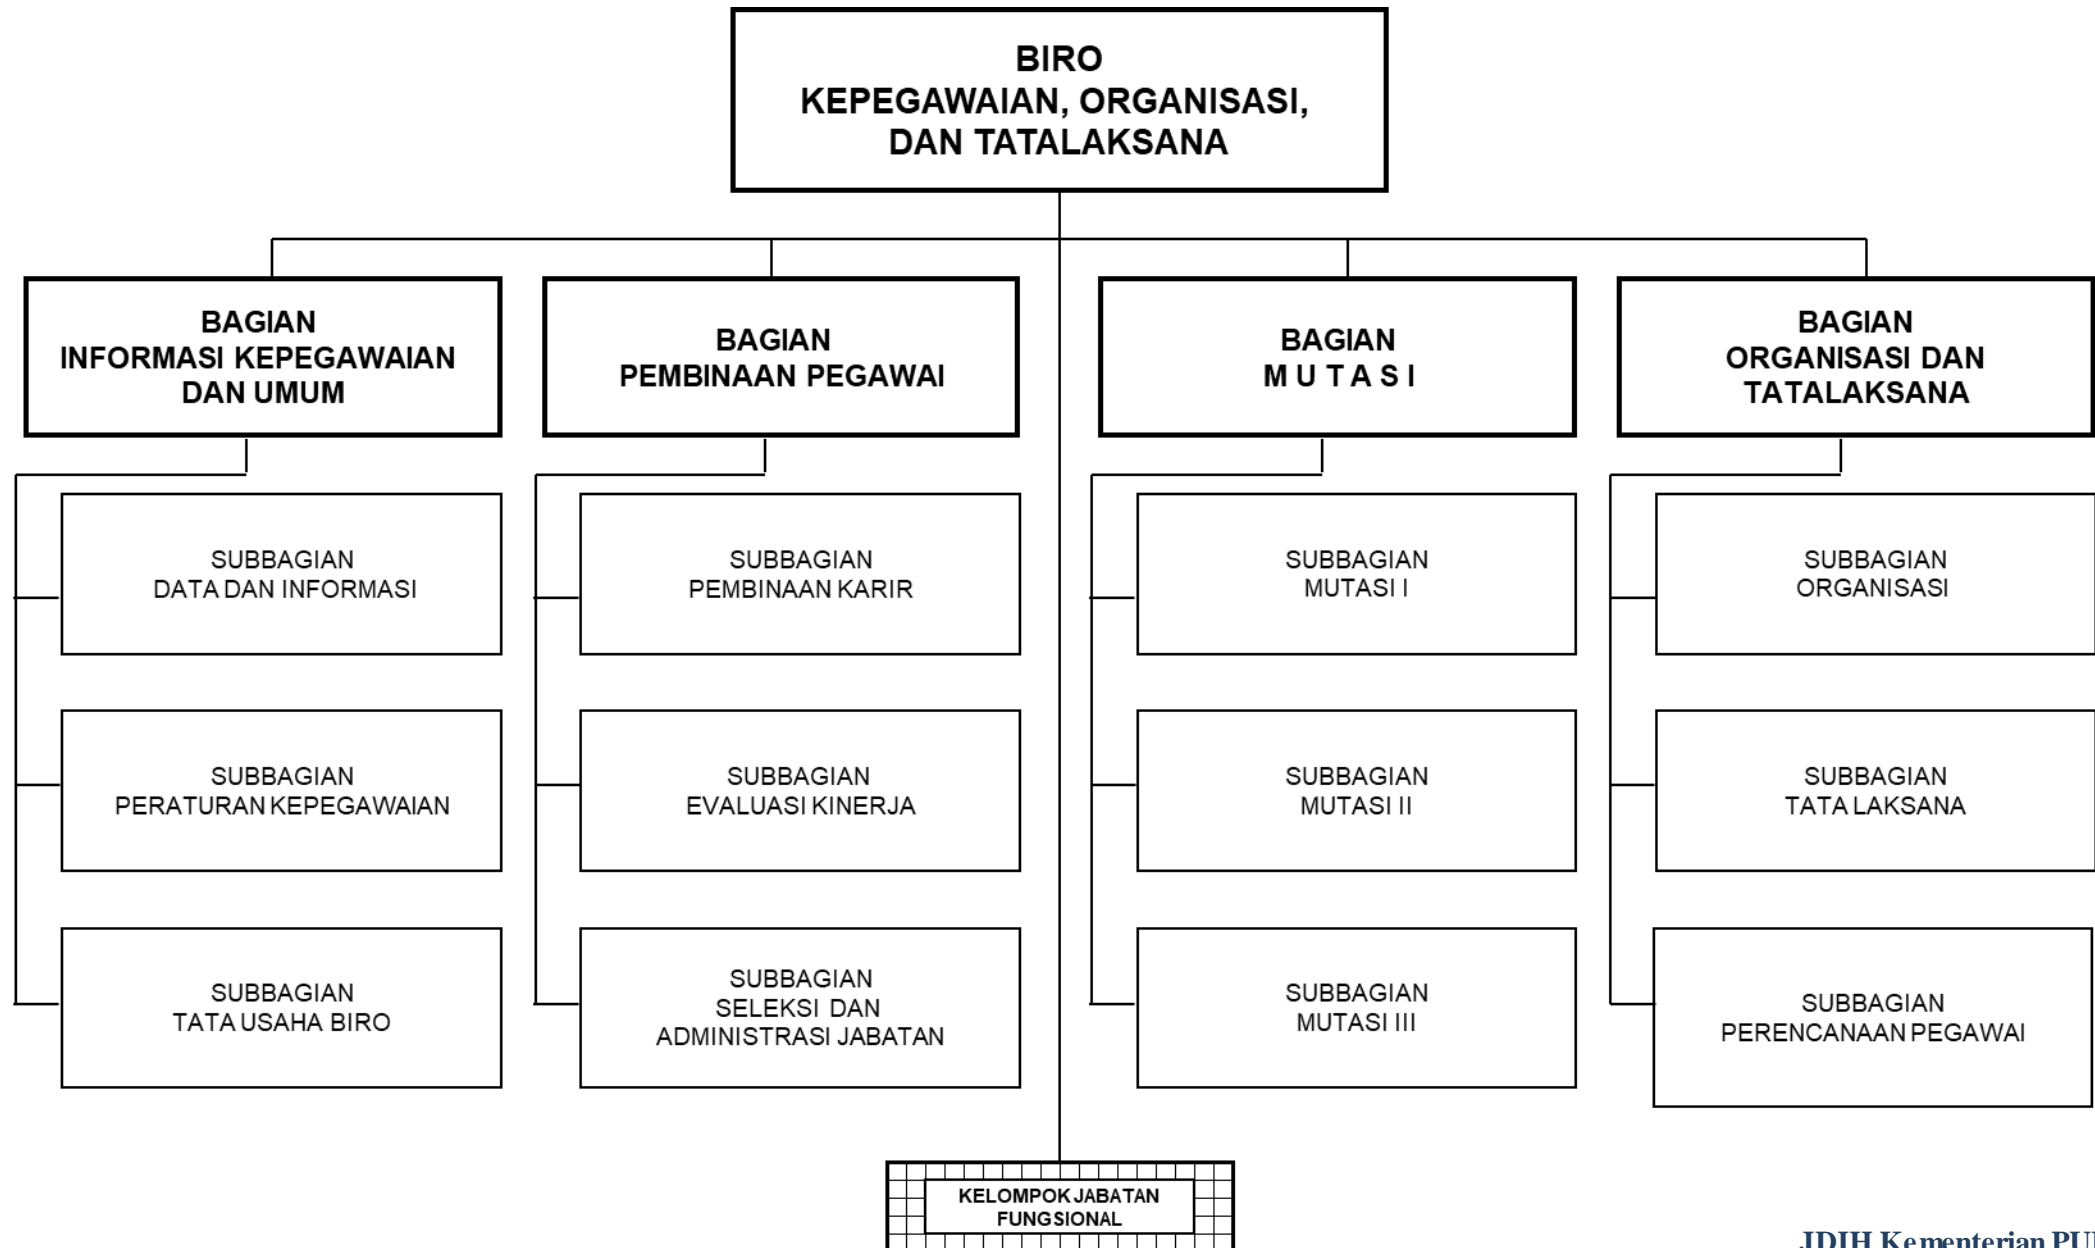 BIRO
KEPEGAWAIAN, ORGANISASI,
DAN TATALAKSANA
BAGIAN
INFORMASI KEPEGAWAIAN
DAN UMUM
BAGIAN
PEMBINAAN PEGAWAI
BAGIAN
M U T A S I
BAGIAN
ORGANISASI DAN
TATALAKSANA
SUBBAGIAN
DATA DAN INFORMASI
SUBBAGIAN
PEMBINAAN KARIR
SUBBAGIAN
MUTASI I
SUBBAGIAN
ORGANISASI
SUBBAGIAN
PERATURAN KEPEGAWAIAN
SUBBAGIAN
EVALUASI KINERJA
SUBBAGIAN
MUTASI II
SUBBAGIAN
TATA LAKSANA
SUBBAGIAN
TATA USAHA BIRO
SUBBAGIAN
SELEKSI DAN
ADMINISTRASI JABATAN
SUBBAGIAN
MUTASI III
SUBBAGIAN
PERENCANAAN PEGAWAI
KELOMPOK JABATAN
FUNGSIONAL
JDIH Kementerian